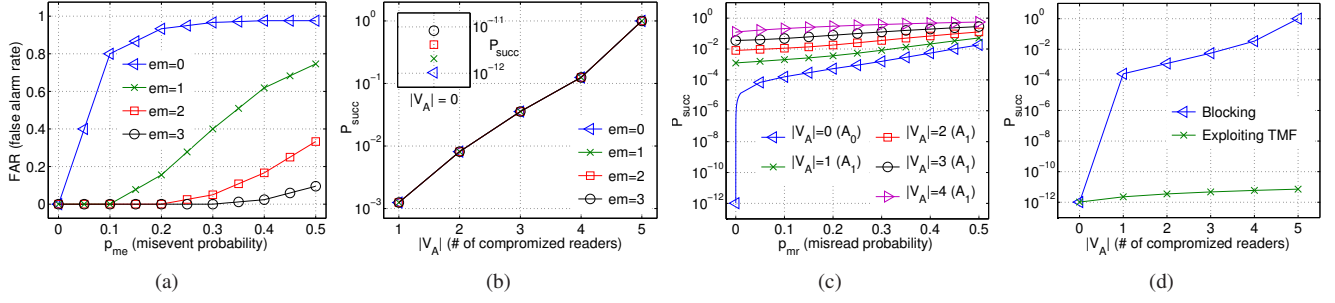 FAR (false alarm rate)
1
0.8
0.6
0.4
0.2
0
em=0
em=1
em=2
em=3
0 0.1 0.2 0.3 0.4 0.5
p_me (misevent probability)
(a)
P_succ
10^0
10^-1
10^-2
10^-3
10^-11
P_succ
10^-12
|V_A| = 0
em=0
em=1
em=2
em=3
1 2 3 4 5
|V_A| (# of compromized readers)
(b)
P_succ
10^0
10^-2
10^-4
10^-6
10^-8
10^-10
10^-12
|V_A|=0 (A_0) |V_A|=2 (A_1)
|V_A|=1 (A_1) |V_A|=3 (A_1)
|V_A|=4 (A_1)
0 0.1 0.2 0.3 0.4 0.5
p_mr (misread probability)
(c)
P_succ
10^0
10^-2
10^-4
10^-6
10^-8
10^-10
10^-12
Blocking
Exploiting TMF
0 1 2 3 4 5
|V_A| (# of compromized readers)
(d)